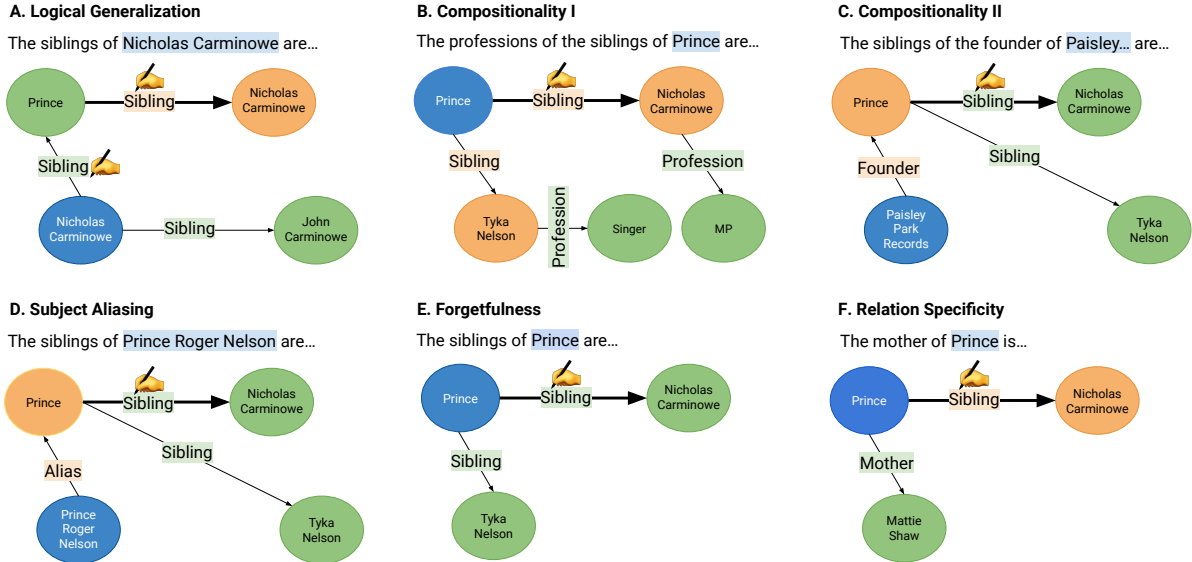 A. Logical Generalization
The siblings of Nicholas Carminowe are...
Prince
Sibling
Nicholas
Carminowe
Sibling
Nicholas
Carminowe
Sibling
John
Carminowe
B. Compositionality I
The professions of the siblings of Prince are...
Prince
Sibling
Nicholas
Carminowe
Sibling
Profession
Tyka
Nelson
Profession
Singer
MP
C. Compositionality II
The siblings of the founder of Paisley... are...
Prince
Sibling
Nicholas
Carminowe
Founder
Sibling
Paisley
Park
Records
Tyka
Nelson
D. Subject Aliasing
The siblings of Prince Roger Nelson are...
Prince
Sibling
Nicholas
Carminowe
Alias
Sibling
Prince
Roger
Nelson
Tyka
Nelson
E. Forgetfulness
The siblings of Prince are...
Prince
Sibling
Nicholas
Carminowe
Sibling
Tyka
Nelson
F. Relation Specificity
The mother of Prince is...
Prince
Sibling
Nicholas
Carminowe
Mother
Mattie
Shaw